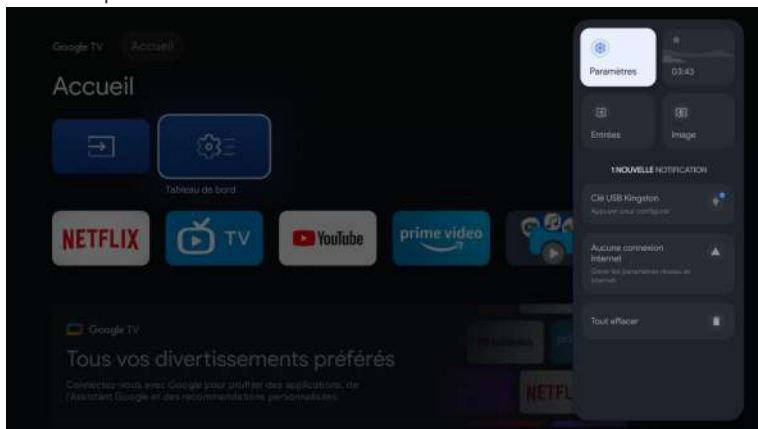 Google TV
Accueil
Accueil
Tableau de bord
NETFLIX
TV
YouTube
prime video
Google TV
Tous vos divertissements préférés
Connectez-vous avec Google pour profiter des applications, de
l'Assistant Google et des recommandations personnalisées.
NETFL
Paramètres
03:43
Entrées
Image
1 NOUVELLE NOTIFICATION
Clé USB Kingston
Appuyer pour configurer
Aucune connexion
Internet
Gérer les paramètres réseau et
Internet
Tout effacer